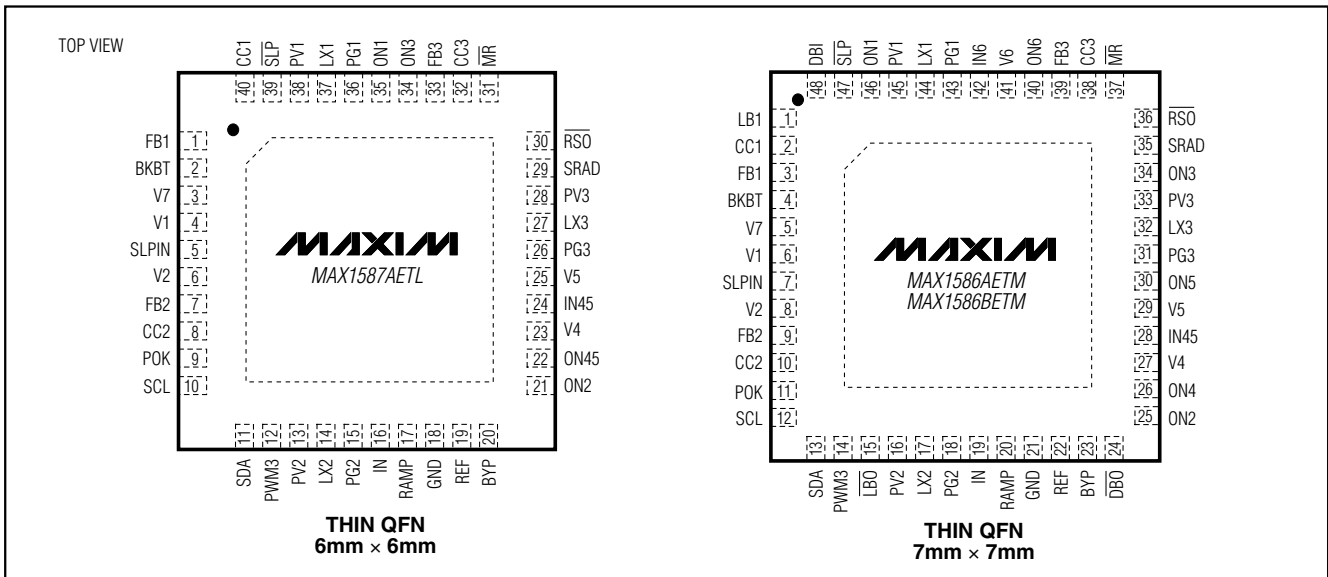 TOP VIEW
CC1 SLP PV1 LX1 PG1 ON1 ON3 FB3 CC3 MR
40 39 38 37 36 35 34 33 32 31
FB1 1
BKBT 2
V7 3
V1 4
SLPIN 5
V2 6
FB2 7
CC2 8
POK 9
SCL 10
MAXIM
MAX1587AETL
30 RSO
29 SRAD
28 PV3
27 LX3
26 PG3
25 V5
24 IN45
23 V4
22 ON45
21 ON2
11 12 13 14 15 16 17 18 19 20
SDA PWM3 PV2 LX2 PG2 IN RAMP GND REF BYP
THIN QFN
6mm × 6mm
DBI SLP ON1 PV1 LX1 PG1 IN6 V6 ON6 FB3 CC3 MR
48 47 46 45 44 43 42 41 40 39 38 37
LB1 1
CC1 2
FB1 3
BKBT 4
V7 5
V1 6
SLPIN 7
V2 8
FB2 9
CC2 10
POK 11
SCL 12
MAXIM
MAX1586AETM
MAX1586BETM
36 RSO
35 SRAD
34 ON3
33 PV3
32 LX3
31 PG3
30 ON5
29 V5
28 IN45
27 V4
26 ON4
25 ON2
13 14 15 16 17 18 19 20 21 22 23 24
SDA PWM3 LBO PV2 LX2 PG2 IN RAMP GND REF BYP DBO
THIN QFN
7mm × 7mm